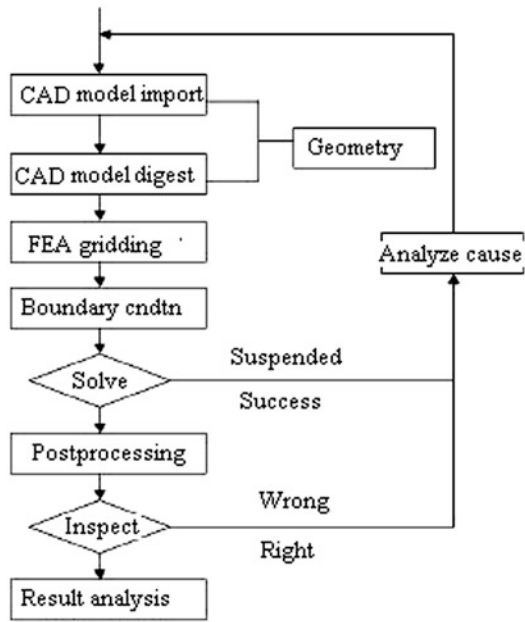 CAD model import
Geometry
CAD model digest
FEA gridding
Analyze cause
Boundary cndtn
Suspended
Solve
Success
Postprocessing
Wrong
Inspect
Right
Result analysis